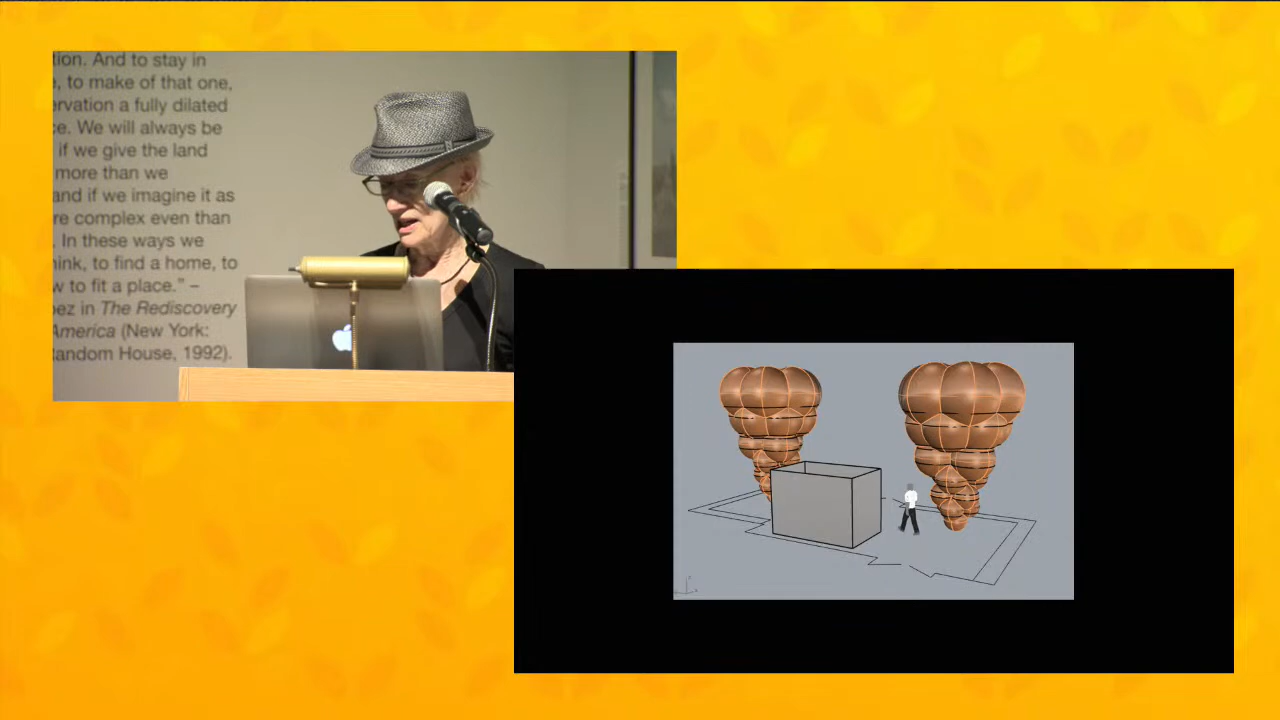 tion. And to stay in
, to make of that one,
ervation a fully dilated
ce. We will always be
if we give the land
more than we
and if we imagine it as
re complex even than
. In these ways we
hink, to find a home, to
w to fit a place." –
ez in The Rediscovery
America (New York:
andom House, 1992).